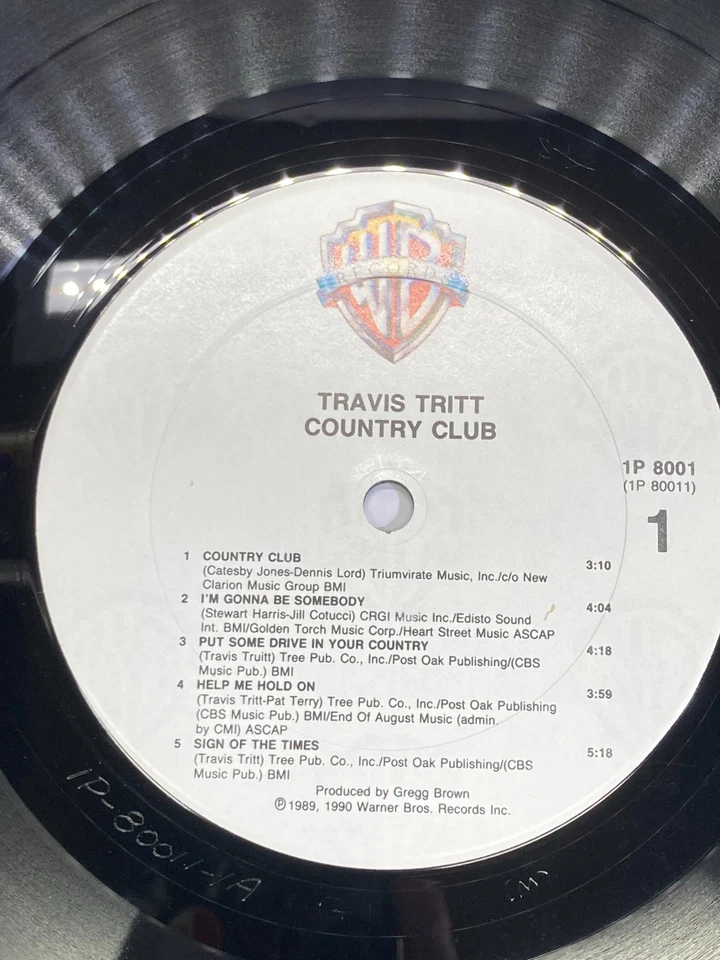 WB
RECORDS
TRAVIS TRITT
COUNTRY CLUB
1P 8001
(1P 80011)
1
1 COUNTRY CLUB 3:10
(Catesby Jones-Dennis Lord) Triumvirate Music, Inc./c/o New
Clarion Music Group BMI
2 I'M GONNA BE SOMEBODY 4:04
(Stewart Harris-Jill Cotucci) CRGI Music Inc./Edisto Sound
Int. BMI/Golden Torch Music Corp./Heart Street Music ASCAP
3 PUT SOME DRIVE IN YOUR COUNTRY 4:18
(Travis Truitt) Tree Pub. Co., Inc./Post Oak Publishing/(CBS
Music Pub.) BMI
4 HELP ME HOLD ON 3:59
(Travis Tritt-Pat Terry) Tree Pub. Co., Inc./Post Oak Publishing
(CBS Music Pub.) BMI/End Of August Music (admin.
by CMI) ASCAP
5 SIGN OF THE TIMES 5:18
(Travis Tritt) Tree Pub. Co., Inc./Post Oak Publishing/(CBS
Music Pub.) BMI
Produced by Gregg Brown
℗1989, 1990 Warner Bros. Records Inc.
1P-80011-1A